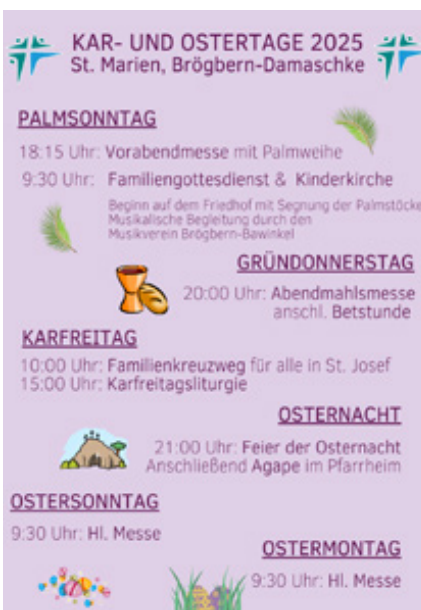 KAR- UND OSTERTAGE 2025
St. Marien, Brögbern-Damaschke
PALMSONNTAG
18:15 Uhr: Vorabendmesse mit Palmweihe
9:30 Uhr: Familiengottesdienst & Kinderkirche
Beginn auf dem Friedhof mit Segnung der Palmstöcke
Musikalische Begleitung durch den
Musikverein Brögbern-Bawinkel
GRÜNDONNERSTAG
20:00 Uhr: Abendmahlsmesse
anschl. Betstunde
KARFREITAG
10:00 Uhr: Familienkreuzweg für alle in St. Josef
15:00 Uhr: Karfreitagsliturgie
OSTERNACHT
21:00 Uhr: Feier der Osternacht
Anschließend Agape im Pfarrheim
OSTERSONNTAG
9:30 Uhr: Hl. Messe
OSTERMONTAG
9:30 Uhr: Hl. Messe